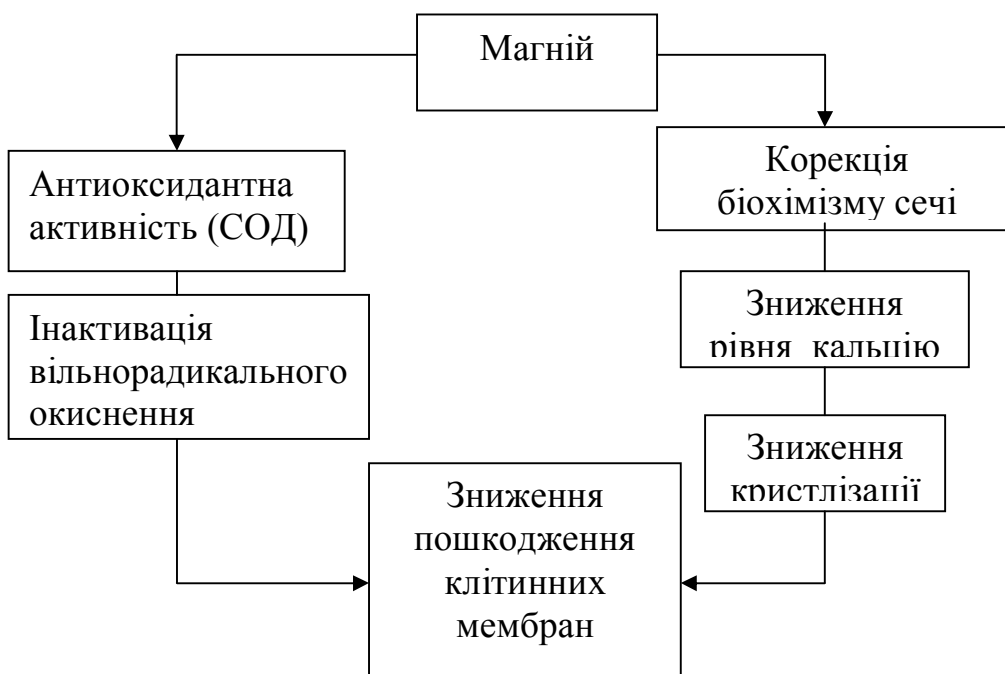 Магній
Антиоксидантна
активність (СОД)
Корекція
біохімізму сечі
Інактивація
вільнорадикального
окиснення
Зниження
рівня кальцію
Зниження
кристлізації
Зниження
пошкодження
клітинних
мембран